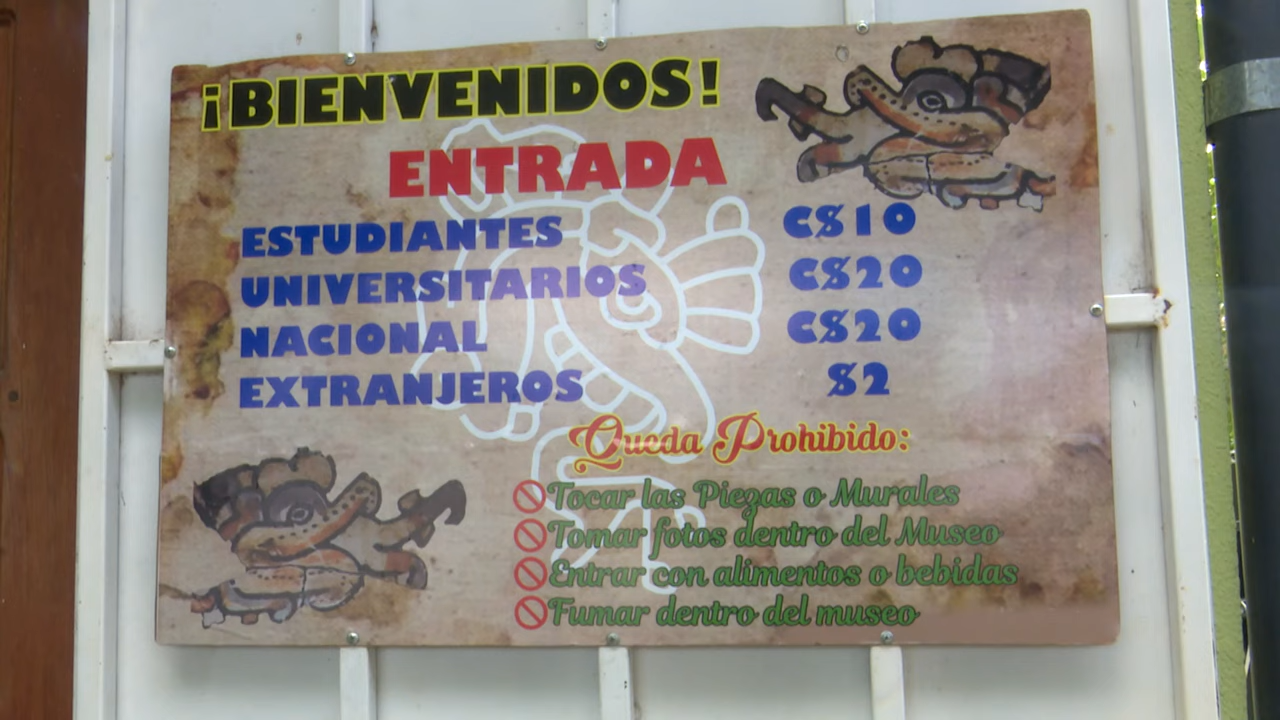 ¡BIENVENIDOS!
ENTRADA
ESTUDIANTES C$10
UNIVERSITARIOS C$20
NACIONAL C$20
EXTRANJEROS $2
Queda Prohibido:
Tocar las Piezas o Murales
Tomar fotos dentro del Museo
Entrar con alimentos o bebidas
Fumar dentro del museo